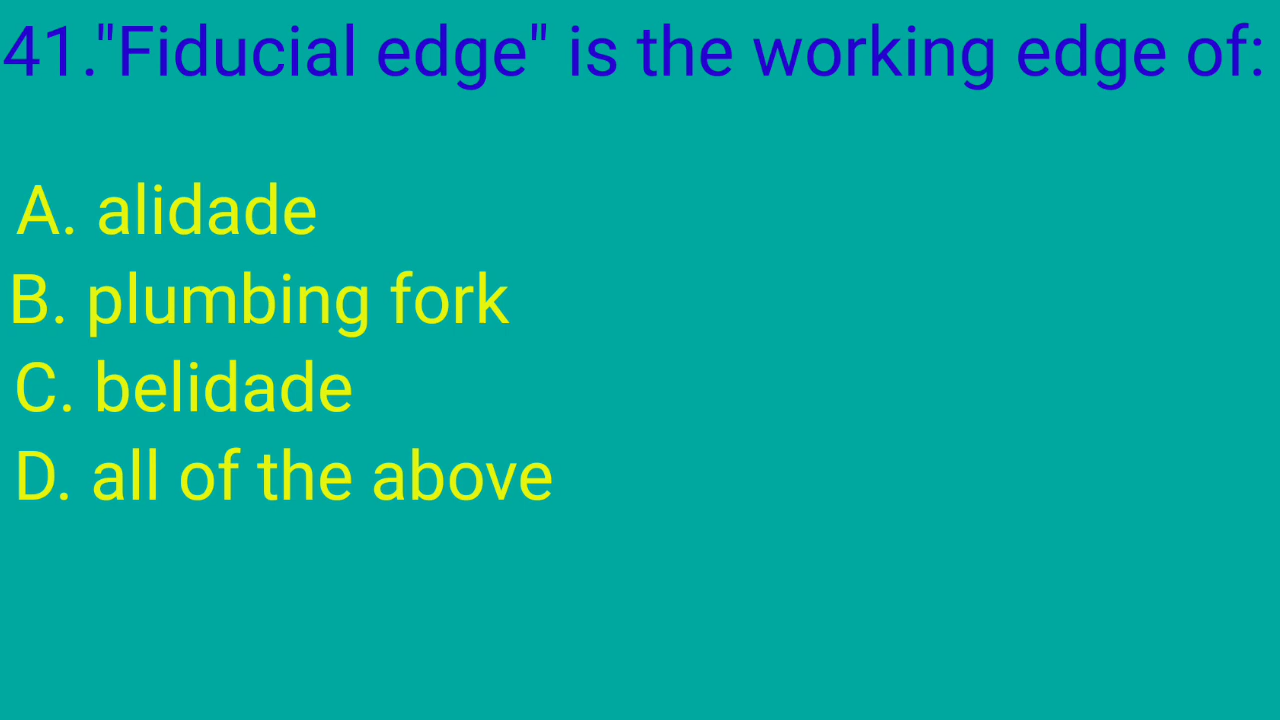 41."Fiducial edge" is the working edge of:
A. alidade
B. plumbing fork
C. belidade
D. all of the above